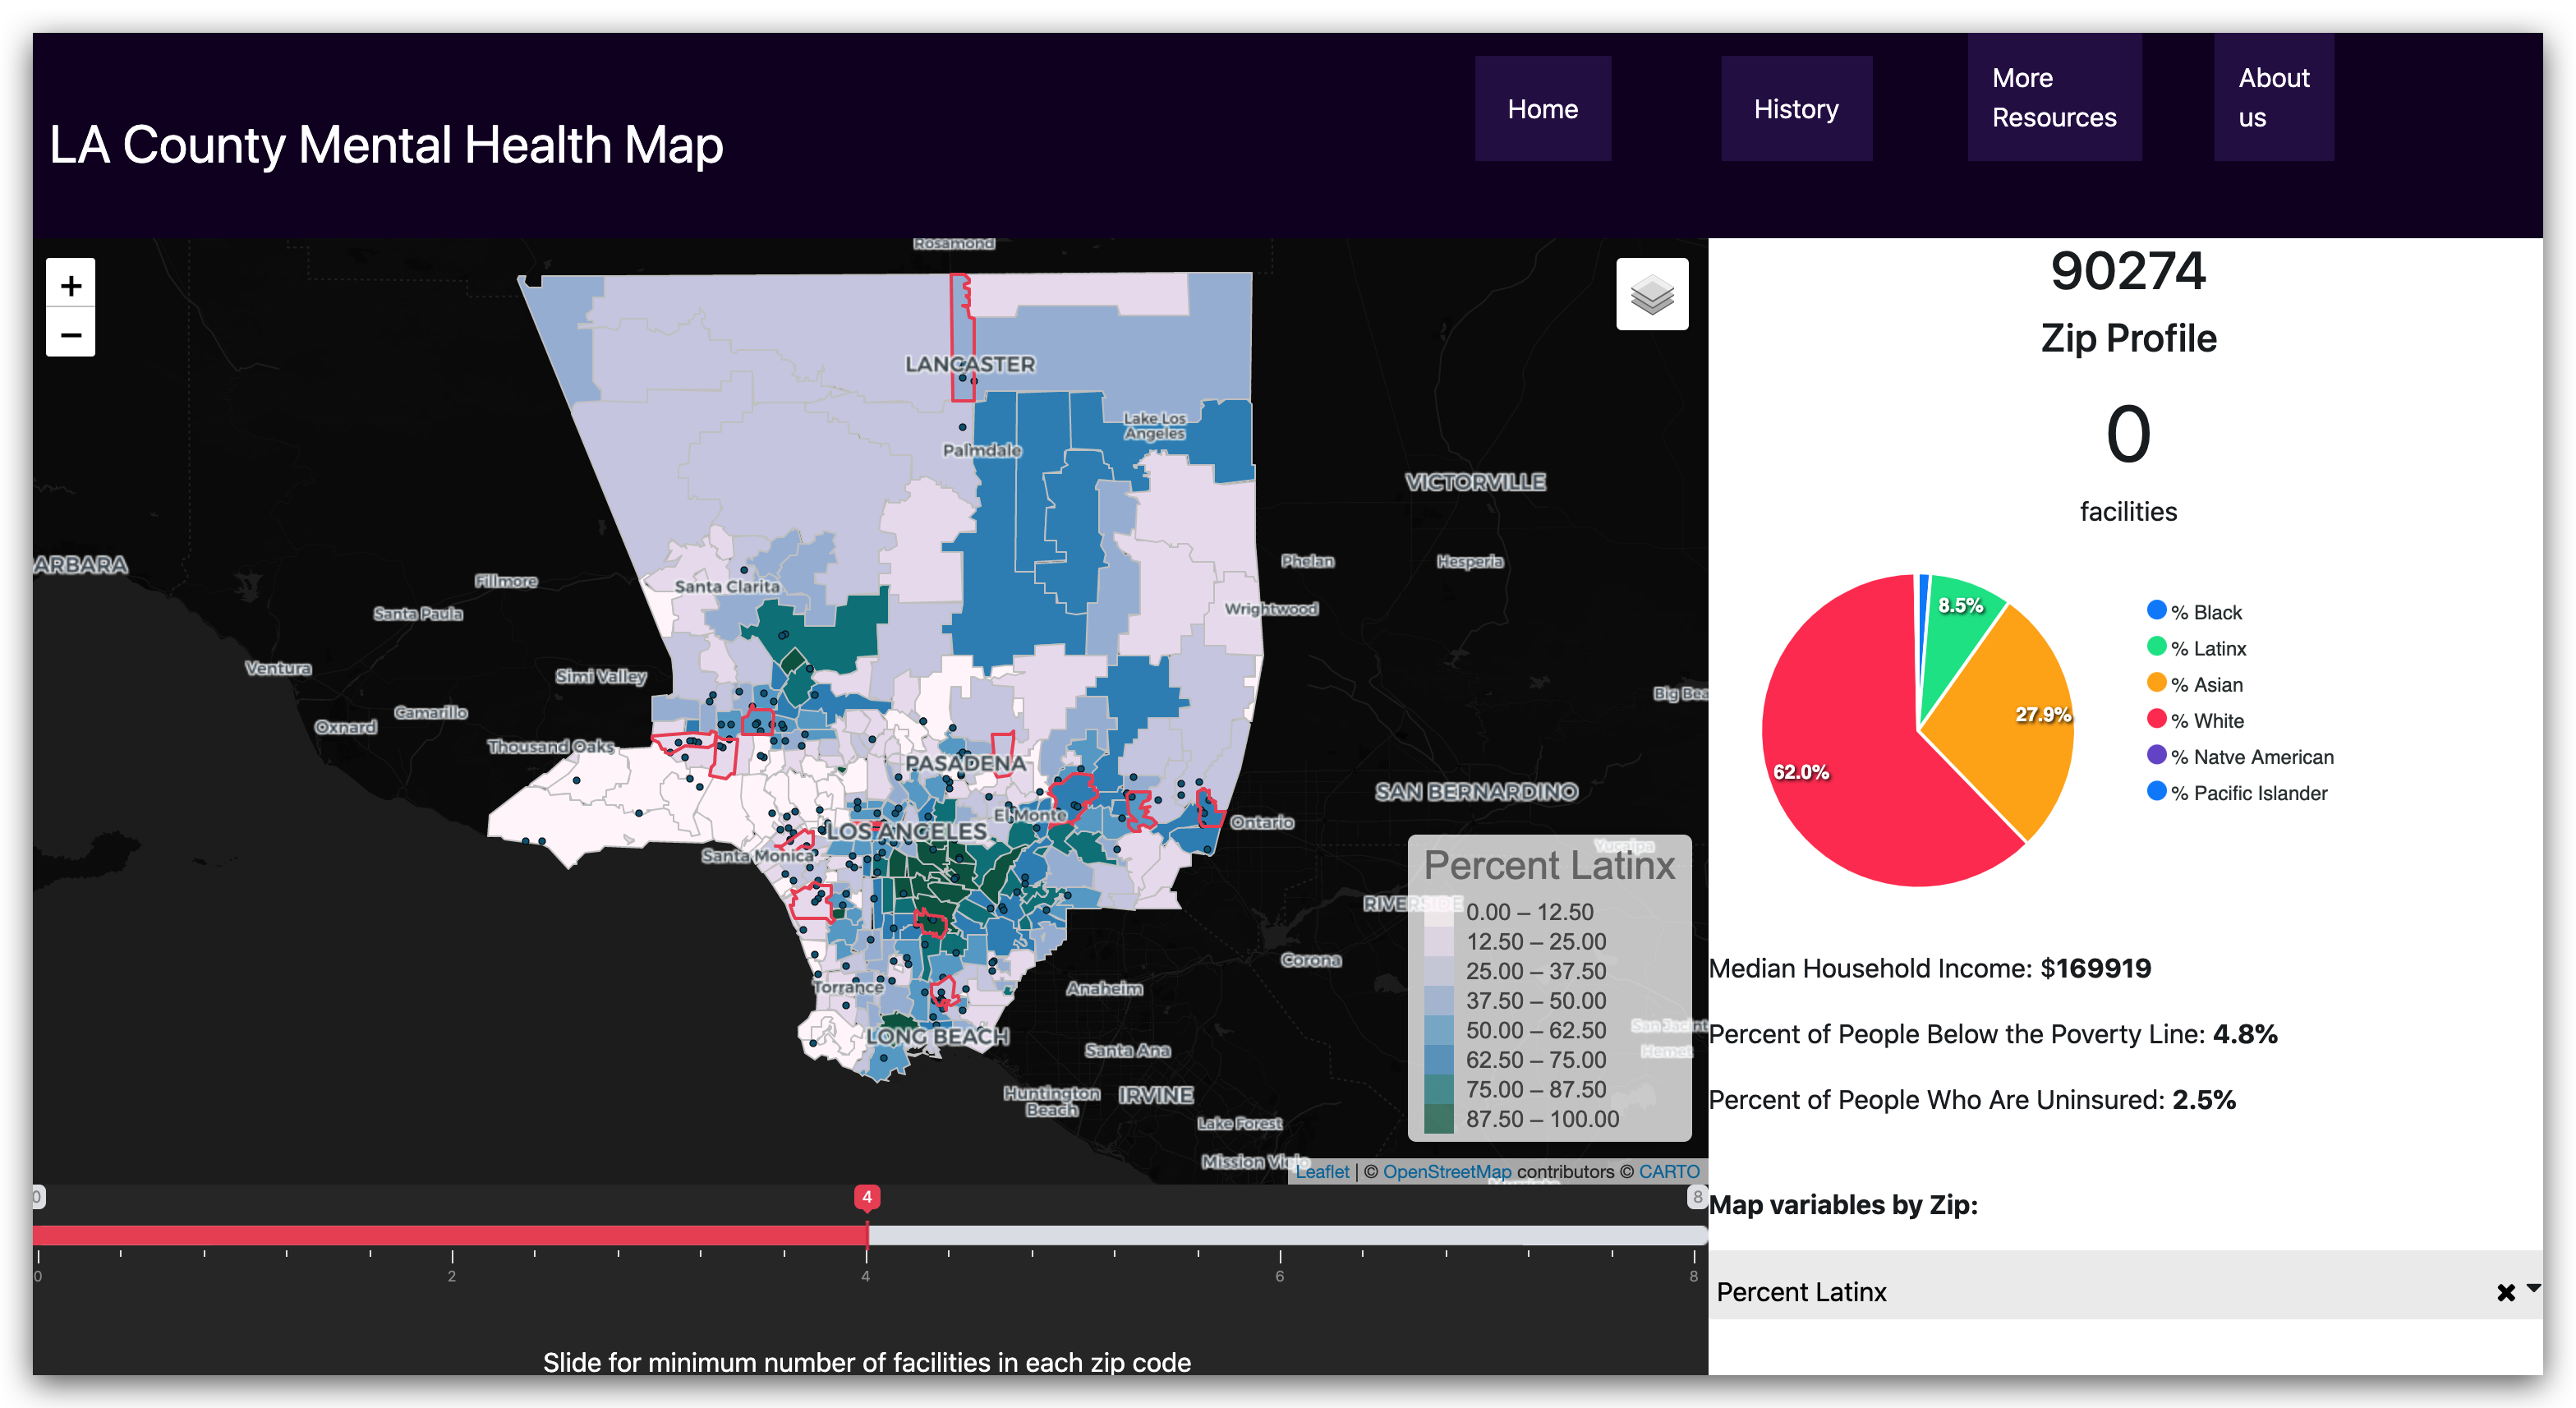 LA County Mental Health Map
Home
History
More
Resources
About
us
+
−
Rosamond
LANCASTER
Lake Los
Angeles
Palmdale
VICTORVILLE
ARBARA
Phelan
Hesperia
Fillmore
Santa Clarita
Santa Paula
Wrightwood
Ventura
Simi Valley
Big Bea
Camarillo
Oxnard
Thousand Oaks
PASADENA
SAN BERNARDINO
El Monte
Ontario
LOS ANGELES
Santa Monica
Yucaipa
RIVERSIDE
Corona
Torrance
Anaheim
San Jacint
LONG BEACH
Santa Ana
Hemet
Huntington
Beach
IRVINE
Lake Forest
Mission Viejo
Percent Latinx
0.00 – 12.50
12.50 – 25.00
25.00 – 37.50
37.50 – 50.00
50.00 – 62.50
62.50 – 75.00
75.00 – 87.50
87.50 – 100.00
Leaflet | © OpenStreetMap contributors © CARTO
0
4
8
0
2
4
6
8
Slide for minimum number of facilities in each zip code
90274
Zip Profile
0
facilities
8.5%
27.9%
62.0%
% Black
% Latinx
% Asian
% White
% Natve American
% Pacific Islander
Median Household Income: $169919
Percent of People Below the Poverty Line: 4.8%
Percent of People Who Are Uninsured: 2.5%
Map variables by Zip:
Percent Latinx